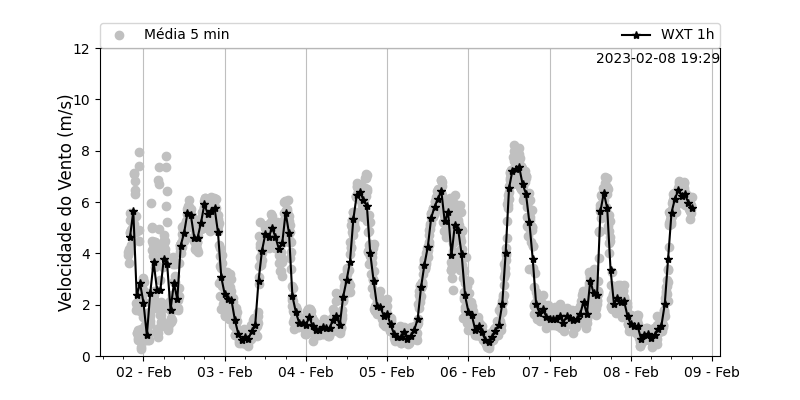 Média 5 min
WXT 1h
2023-02-08 19:29
Velocidade do Vento (m/s)
12
10
8
6
4
2
0
02 - Feb 03 - Feb 04 - Feb 05 - Feb 06 - Feb 07 - Feb 08 - Feb 09 - Feb